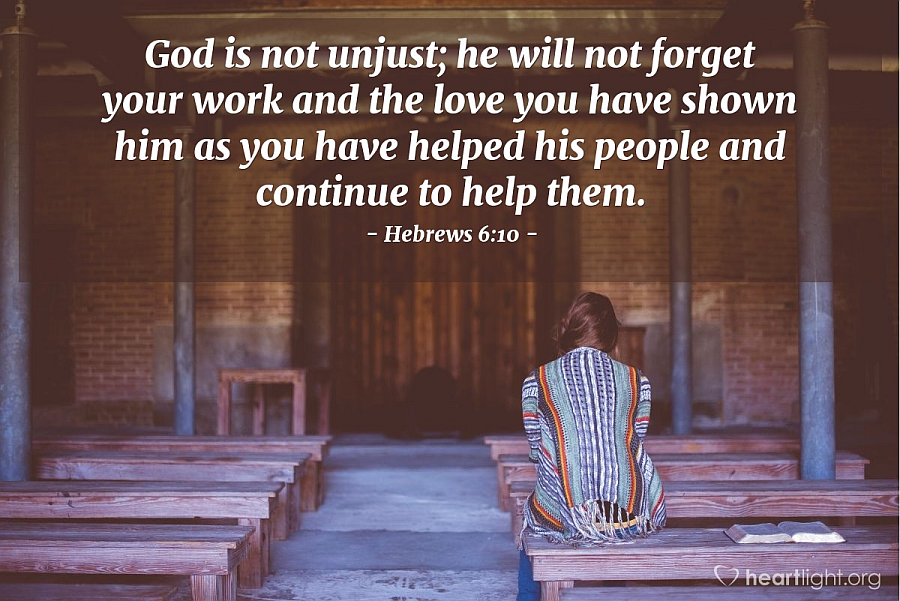 God is not unjust; he will not forget
your work and the love you have shown
him as you have helped his people and
continue to help them.
- Hebrews 6:10 -
heartlight.org